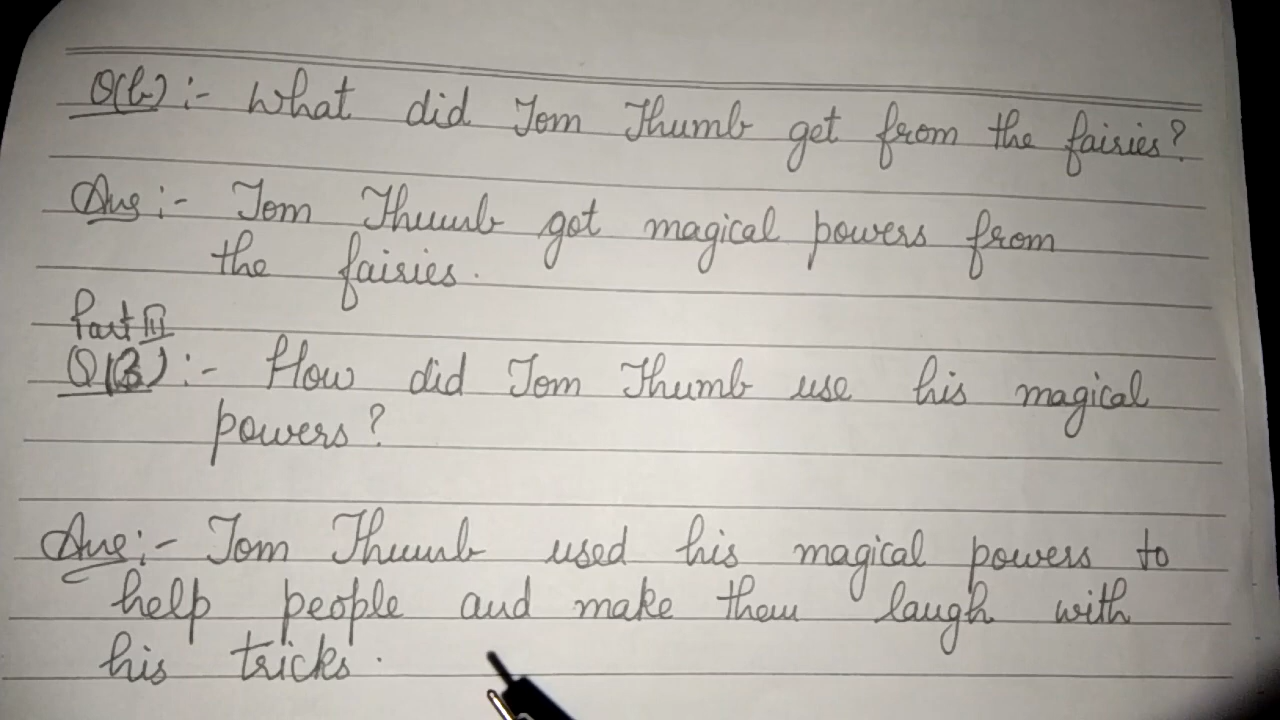 Q(b):- What did Tom Thumb get from the fairies?
Ans:- Tom Thumb got magical powers from
the fairies.
Part III
Q(3):- How did Tom Thumb use his magical
powers?
Ans:- Tom Thumb used his magical powers to
help people and make them laugh with
his tricks.